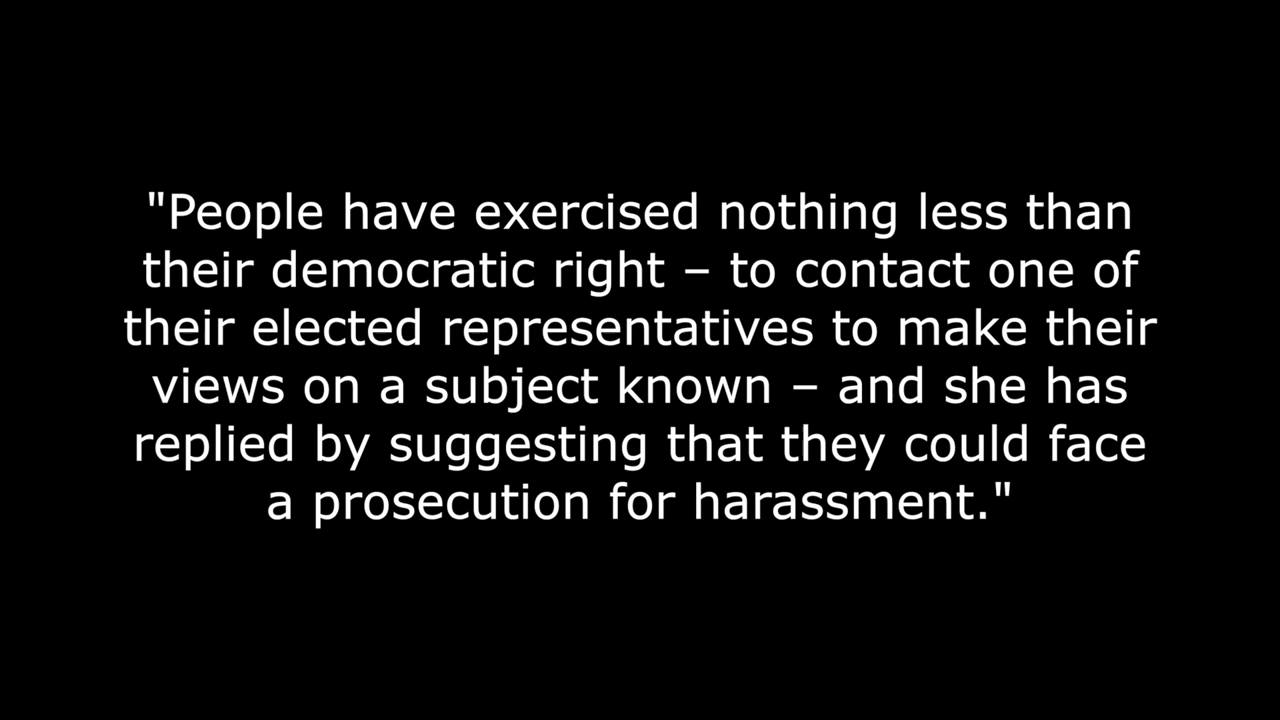 "People have exercised nothing less than
their democratic right – to contact one of
their elected representatives to make their
views on a subject known – and she has
replied by suggesting that they could face
a prosecution for harassment."